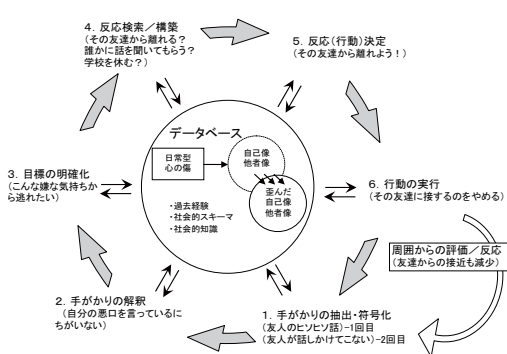 4. 反応検索／構築
（その友達から離れる？
誰かに話を聞いてもらう？
学校を休む？）
5. 反応（行動）決定
（その友達から離れよう！）
データベース
日常型
心の傷
自己像
他者像
歪んだ
自己像
他者像
・過去経験
・社会的スキーマ
・社会的知識
3. 目標の明確化
（こんな嫌な気持ちか
ら逃れたい）
6. 行動の実行
（その友達に接するのをやめる）
周囲からの評価／反応
（友達からの接近も減少）
2. 手がかりの解釈
（自分の悪口を言っているに
ちがいない）
1. 手がかりの抽出・符号化
（友人のヒソヒソ話）-1回目
（友人が話しかけてこない）-2回目